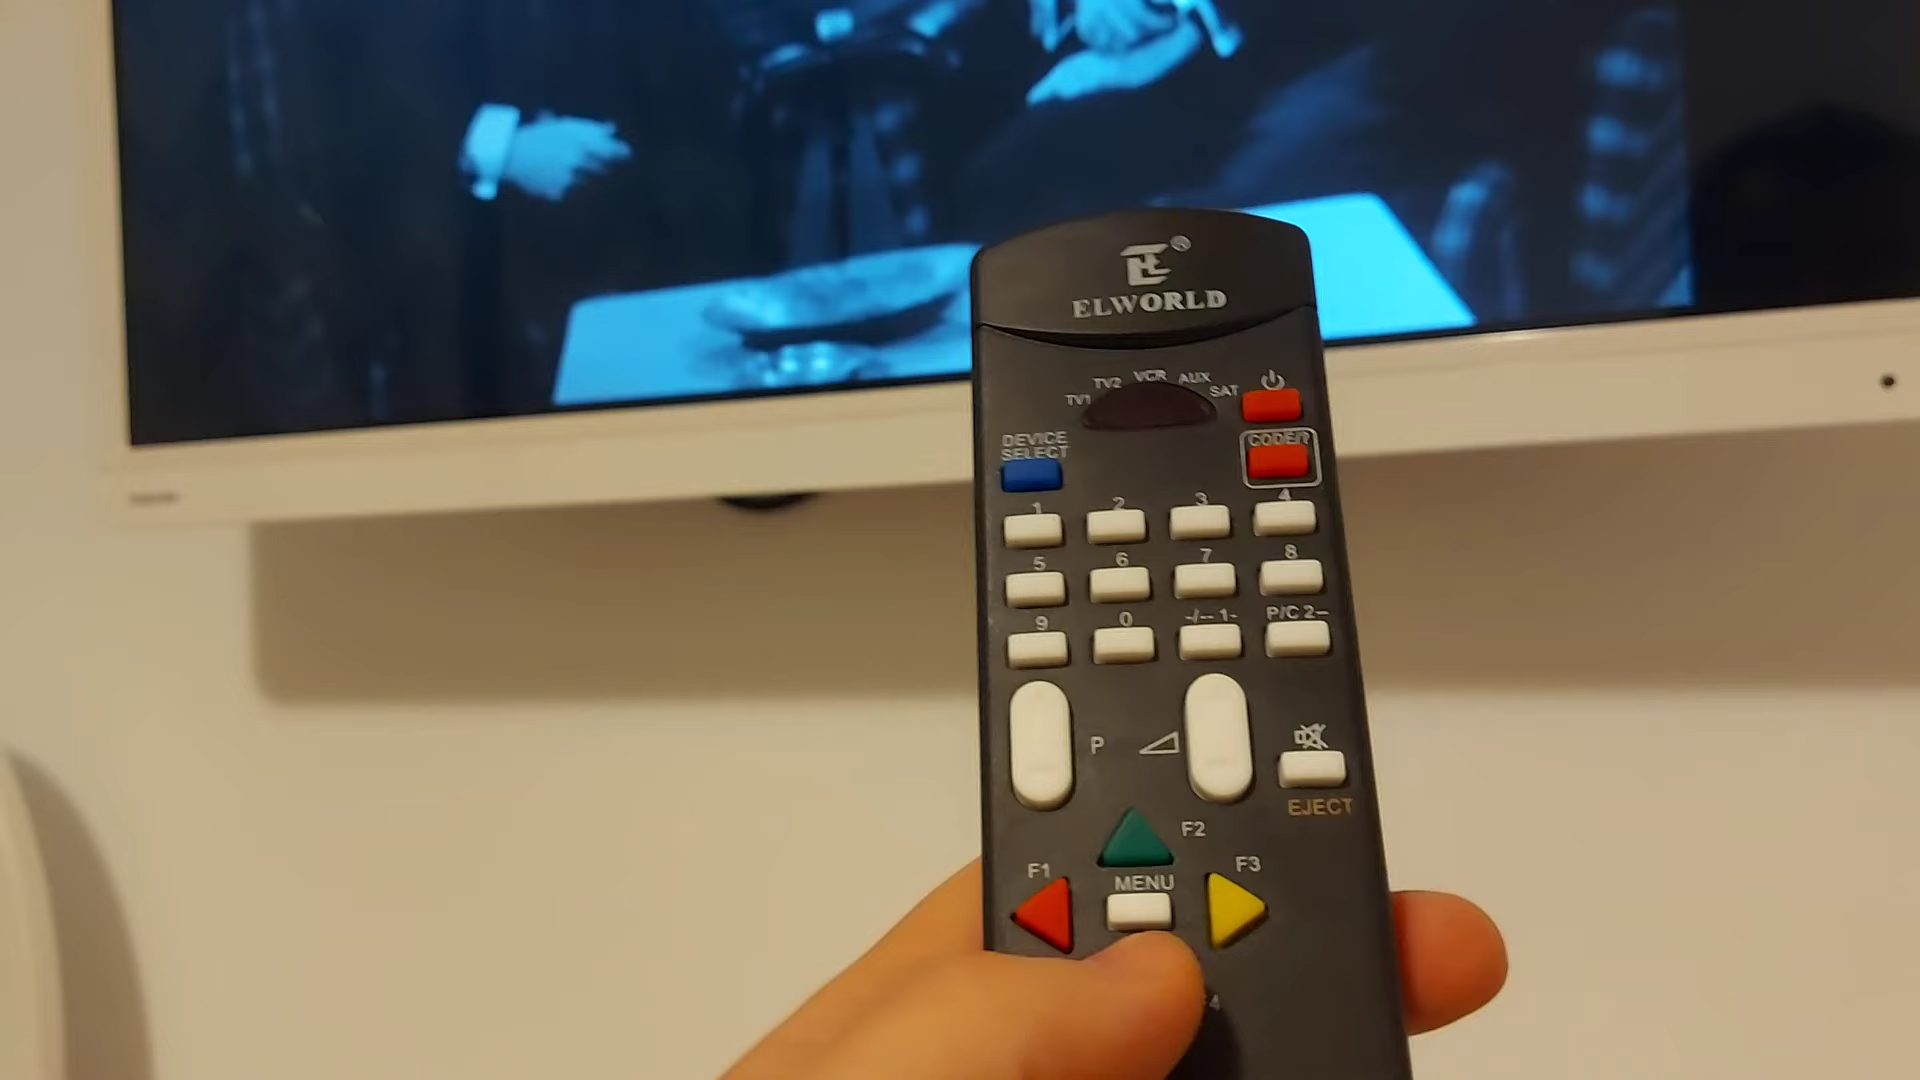 ®
ELWORLD
TV1 TV2 VCR AUX SAT
DEVICE
SELECT
CODE/?
1 2 3 4
5 6 7 8
9 0 -/-- 1- P/C 2-
P
EJECT
F2
F1 F3
MENU